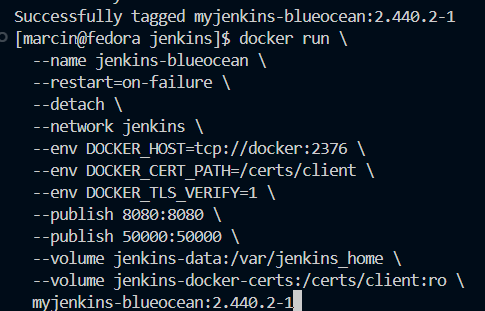 Successfully tagged myjenkins-blueocean:2.440.2-1
[marcin@fedora jenkins]$ docker run \
  --name jenkins-blueocean \
  --restart=on-failure \
  --detach \
  --network jenkins \
  --env DOCKER_HOST=tcp://docker:2376 \
  --env DOCKER_CERT_PATH=/certs/client \
  --env DOCKER_TLS_VERIFY=1 \
  --publish 8080:8080 \
  --publish 50000:50000 \
  --volume jenkins-data:/var/jenkins_home \
  --volume jenkins-docker-certs:/certs/client:ro \
  myjenkins-blueocean:2.440.2-1